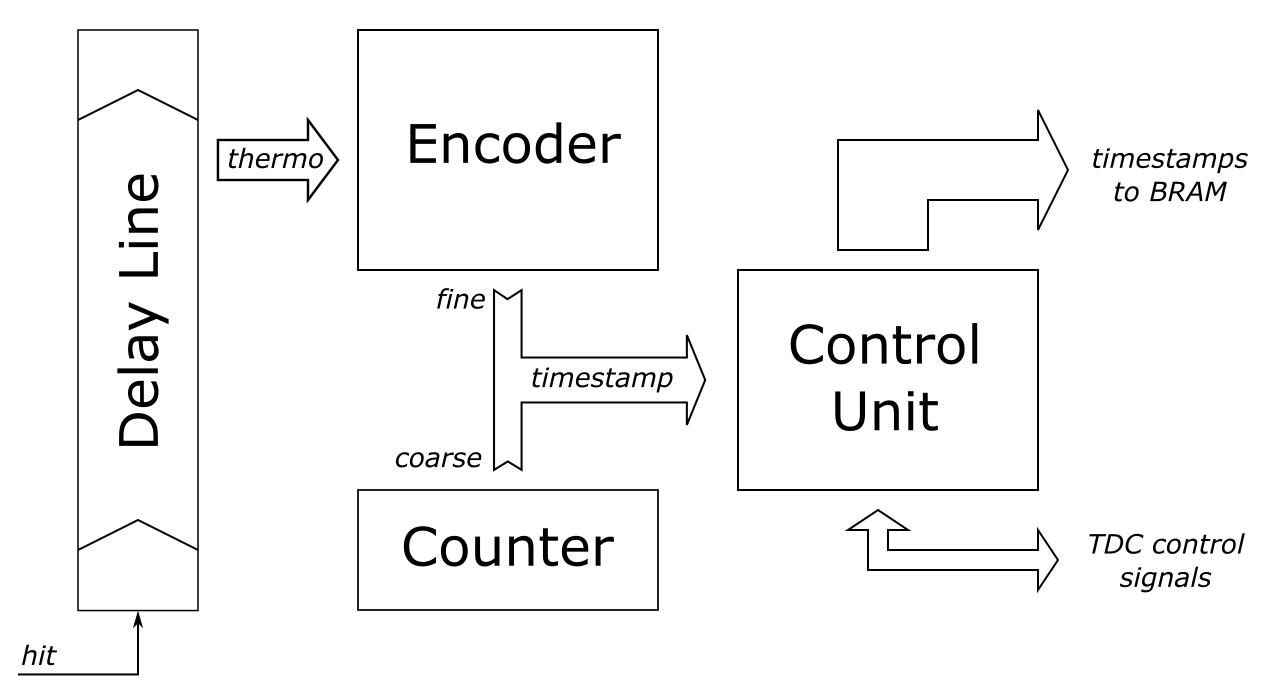 Delay Line
hit
thermo
Encoder
fine
timestamp
coarse
Counter
Control
Unit
timestamps
to BRAM
TDC control
signals